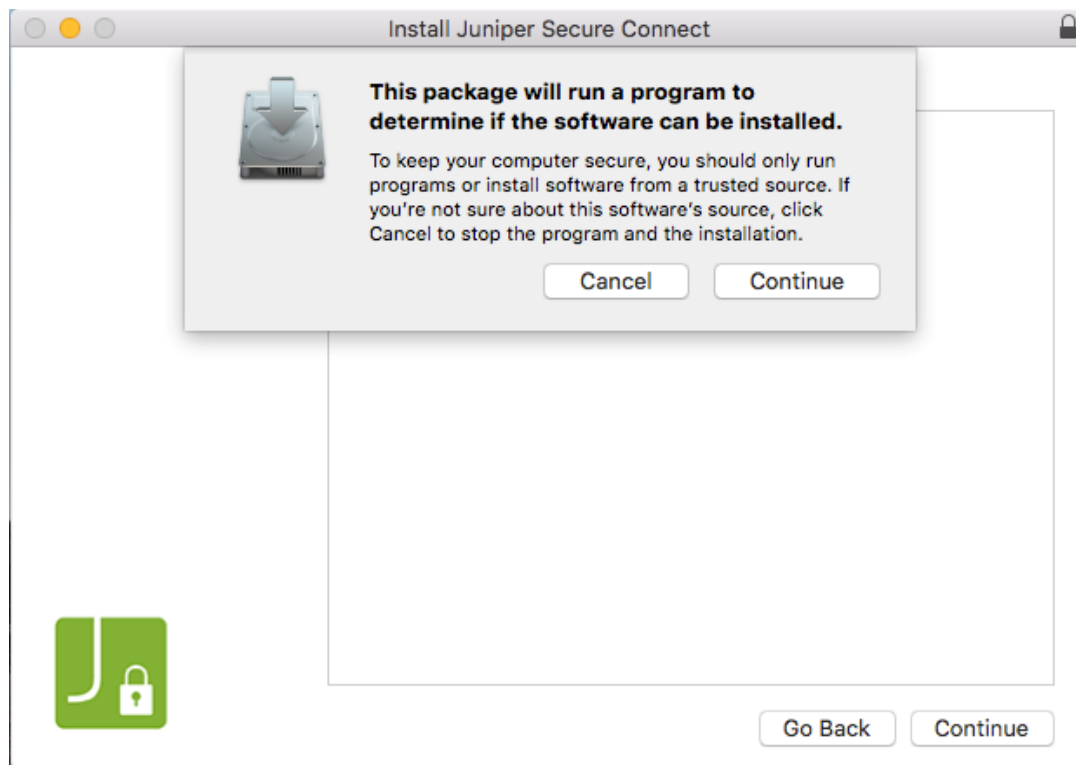 Install Juniper Secure Connect
This package will run a program to
determine if the software can be installed.
To keep your computer secure, you should only run
programs or install software from a trusted source. If
you're not sure about this software's source, click
Cancel to stop the program and the installation.
Cancel
Continue
J
Go Back
Continue